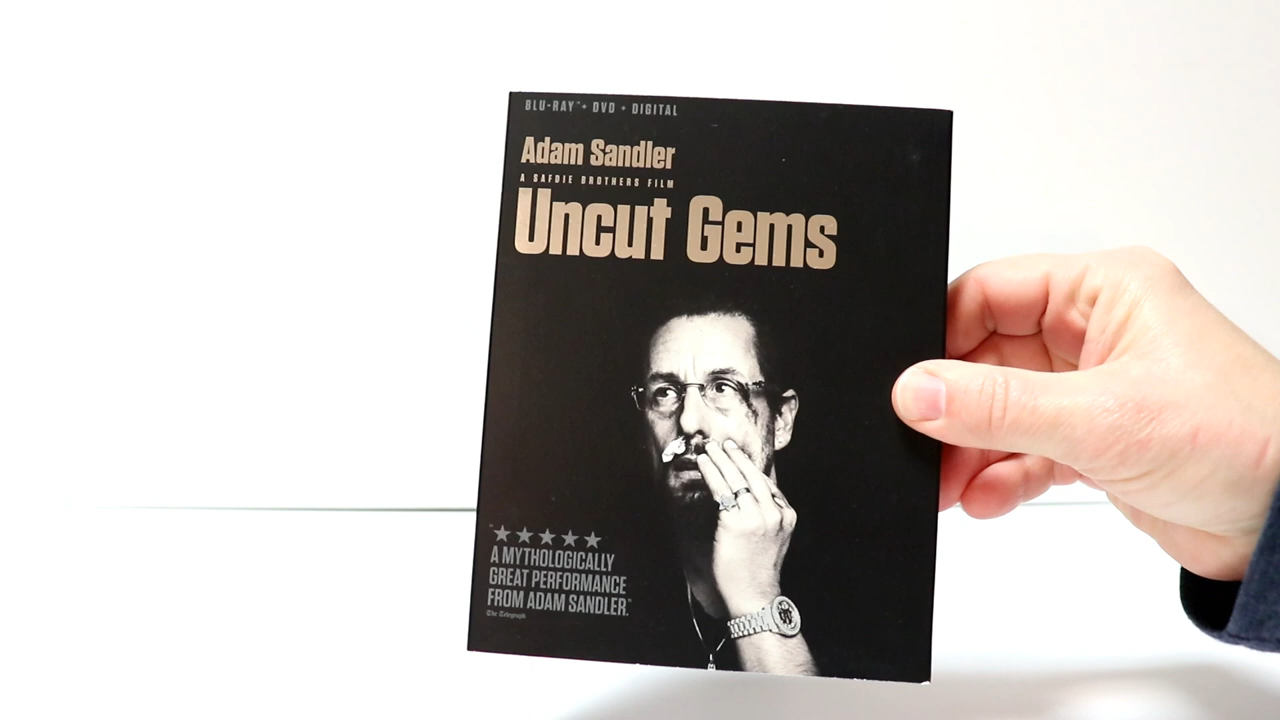 BLU-RAY™ + DVD + DIGITAL
Adam Sandler
A SAFDIE BROTHERS FILM
Uncut Gems
"★★★★★
A MYTHOLOGICALLY
GREAT PERFORMANCE
FROM ADAM SANDLER."
The Telegraph